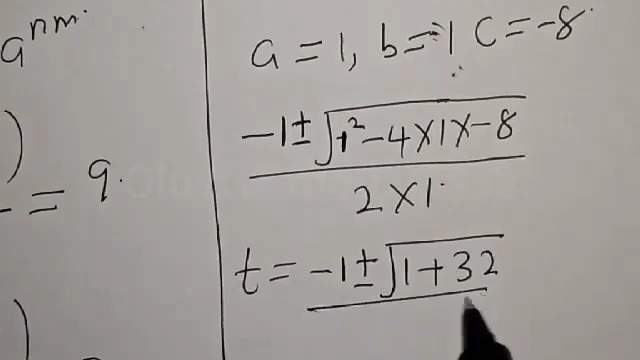 a^{nm}.
)
= 9.
)
a = 1, b = 1 c = -8.
-1 ± √1² - 4 X 1 X -8
2 X 1
t = -1 ± √1 + 32